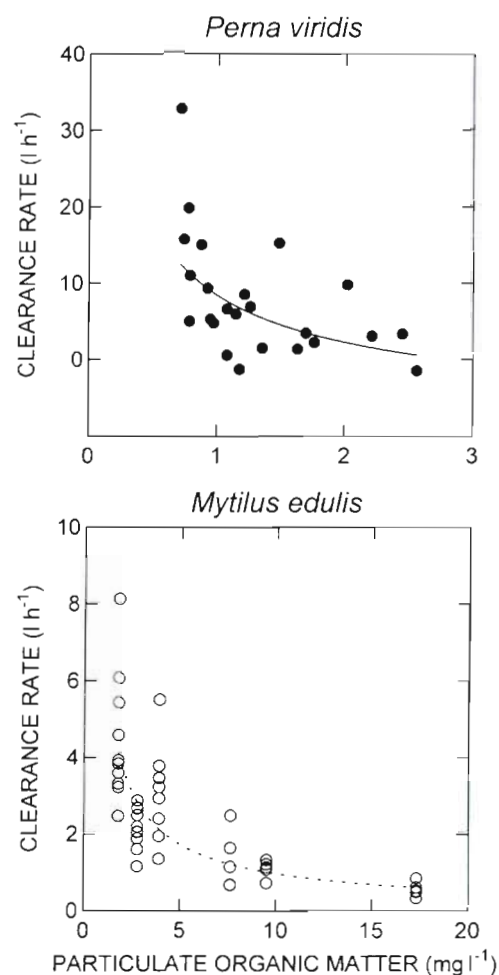 Perna viridis
40
30
20
10
0
CLEARANCE RATE (l h-1)
0 1 2 3
Mytilus edulis
10
8
6
4
2
0
CLEARANCE RATE (l h-1)
0 5 10 15 20
PARTICULATE ORGANIC MATTER (mg l-1)